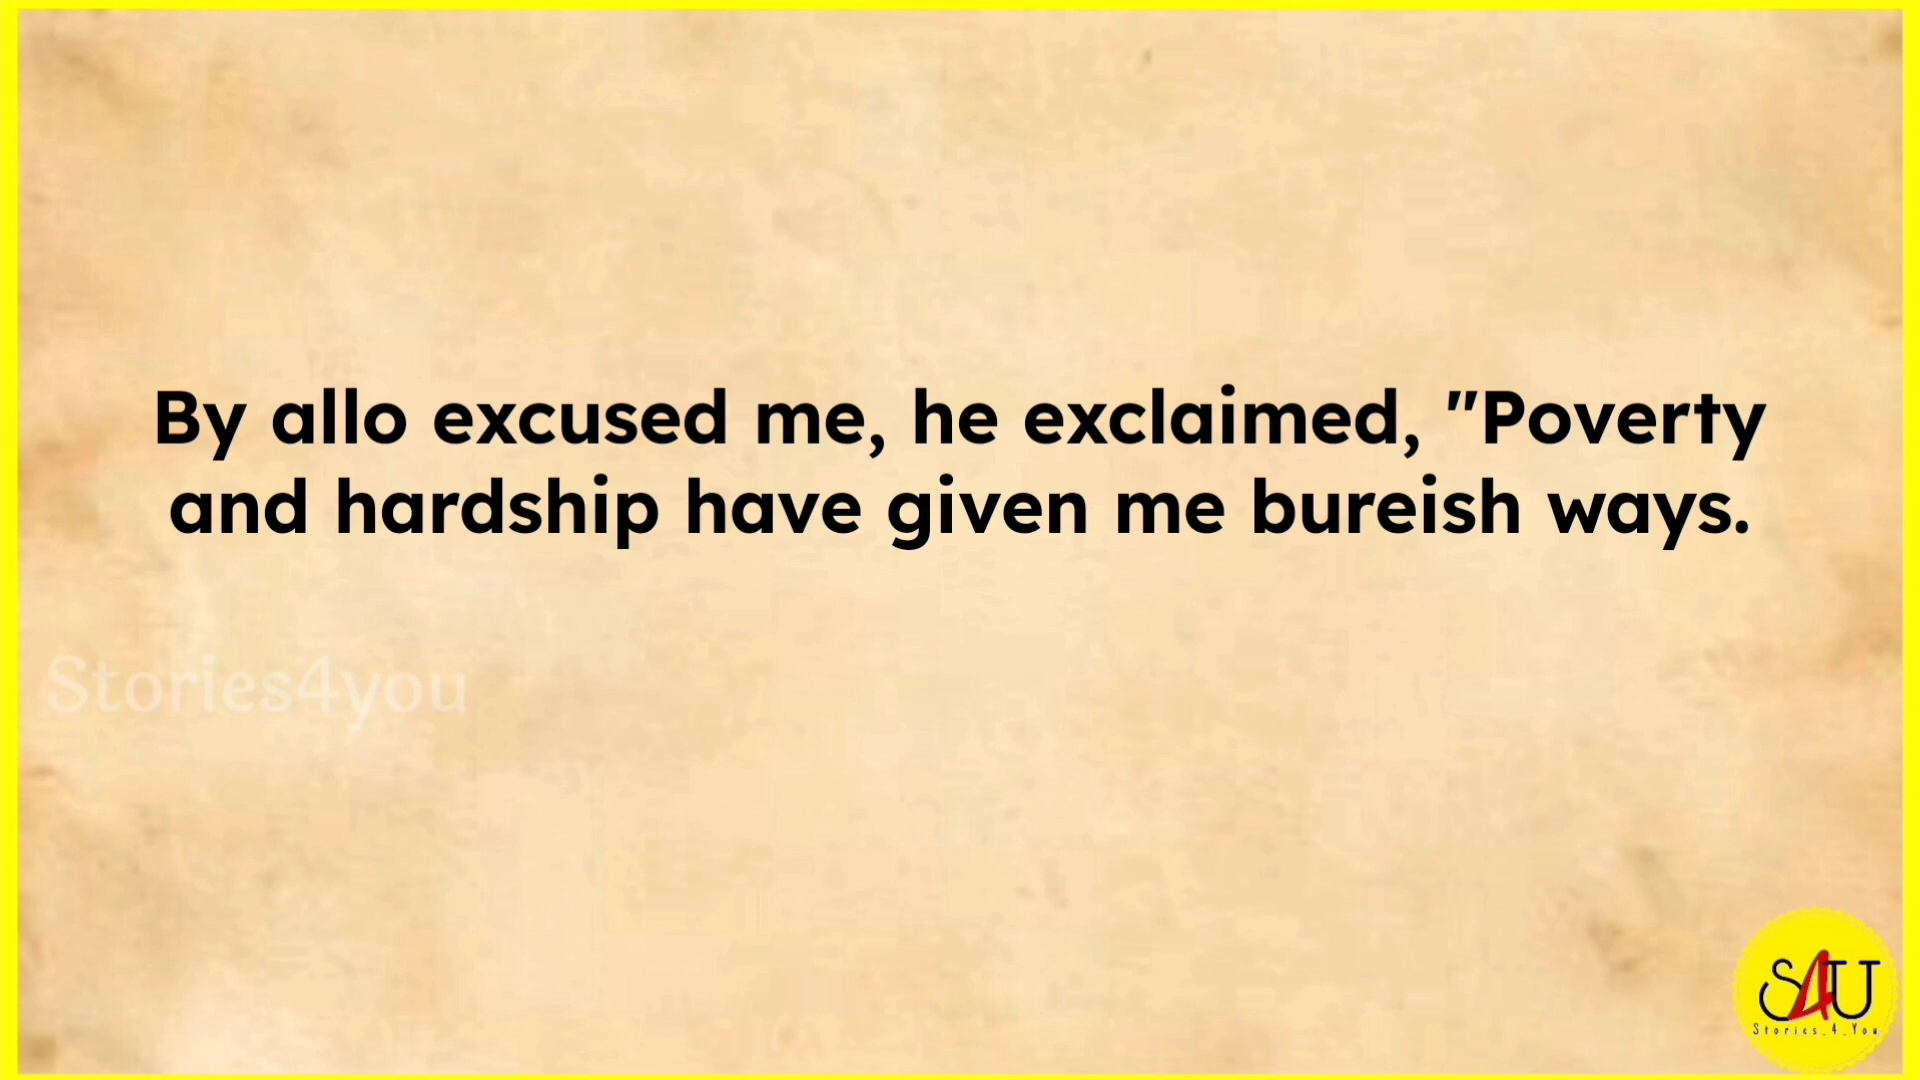 By allo excused me, he exclaimed, "Poverty
and hardship have given me bureish ways.
Stories4you
S4U
Stories_4_You